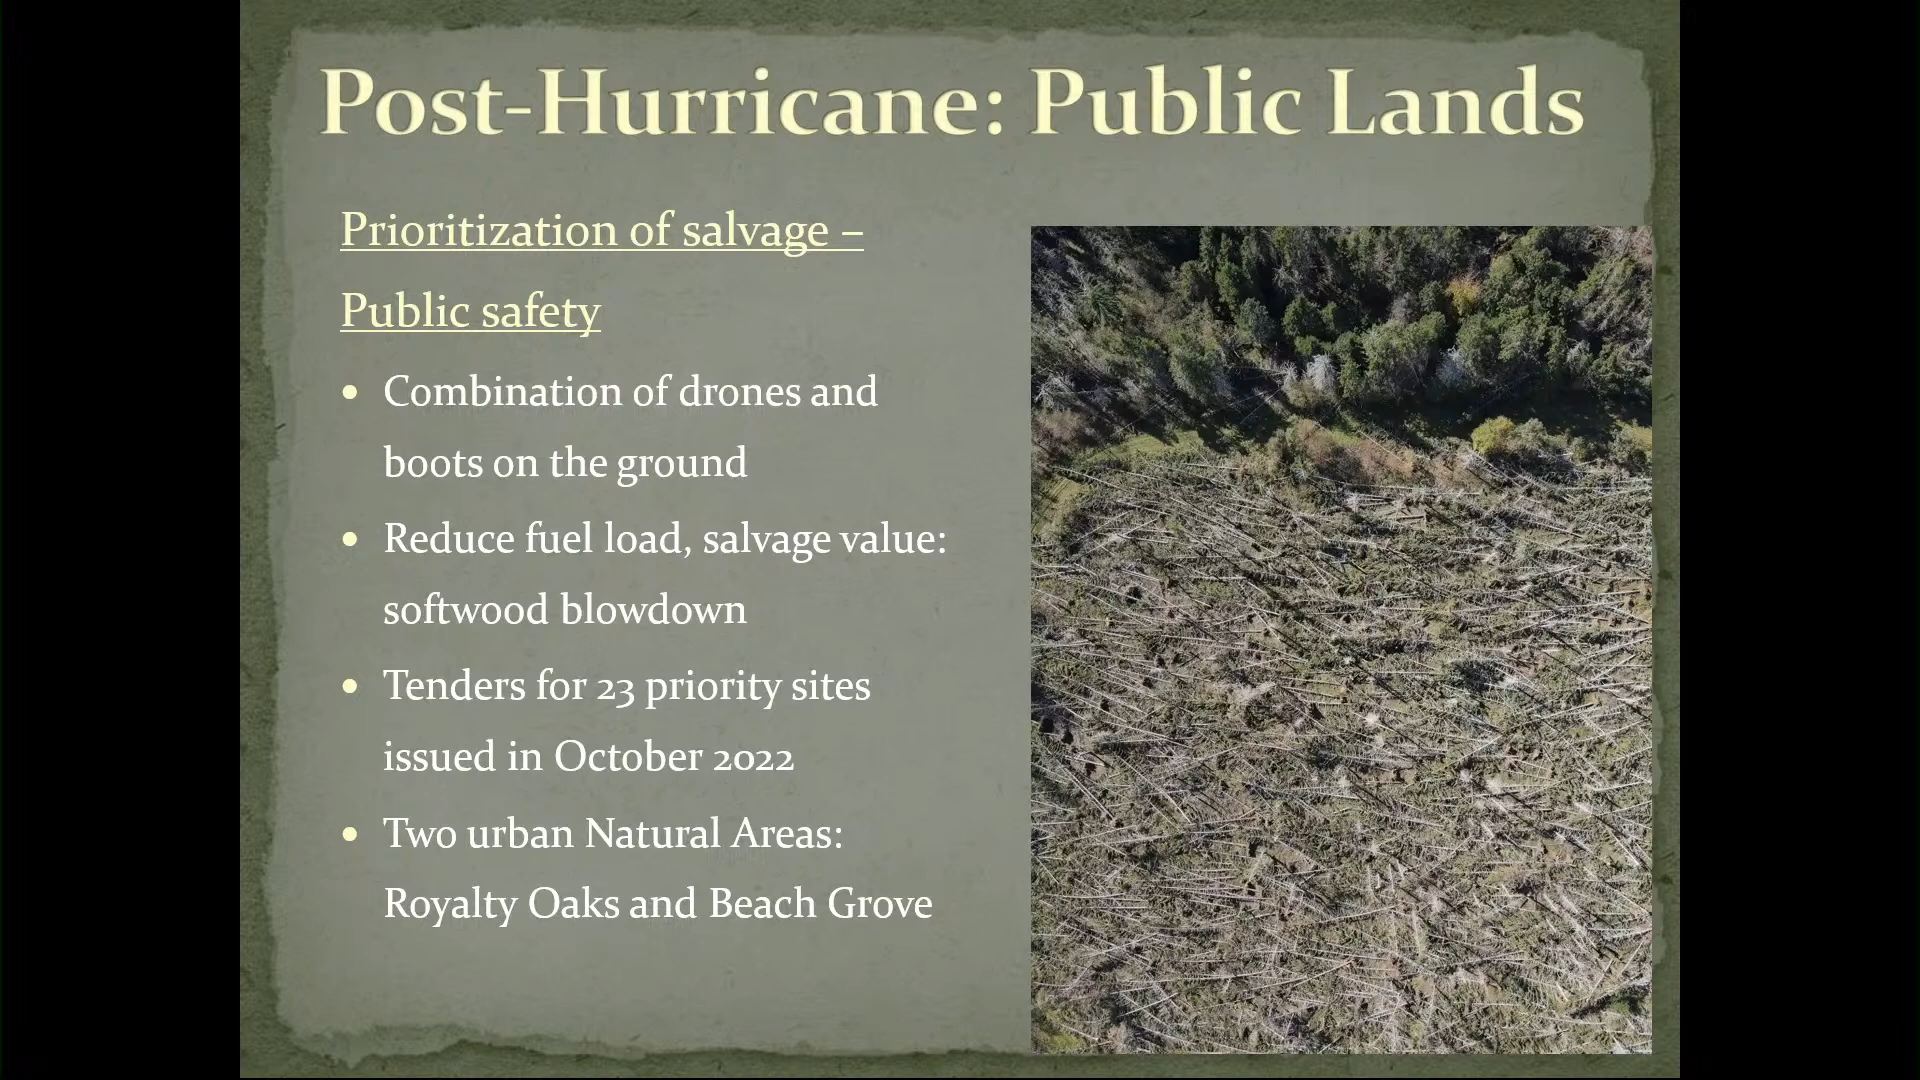 Post-Hurricane: Public Lands
Prioritization of salvage –
Public safety
• Combination of drones and
boots on the ground
• Reduce fuel load, salvage value:
softwood blowdown
• Tenders for 23 priority sites
issued in October 2022
• Two urban Natural Areas:
Royalty Oaks and Beach Grove